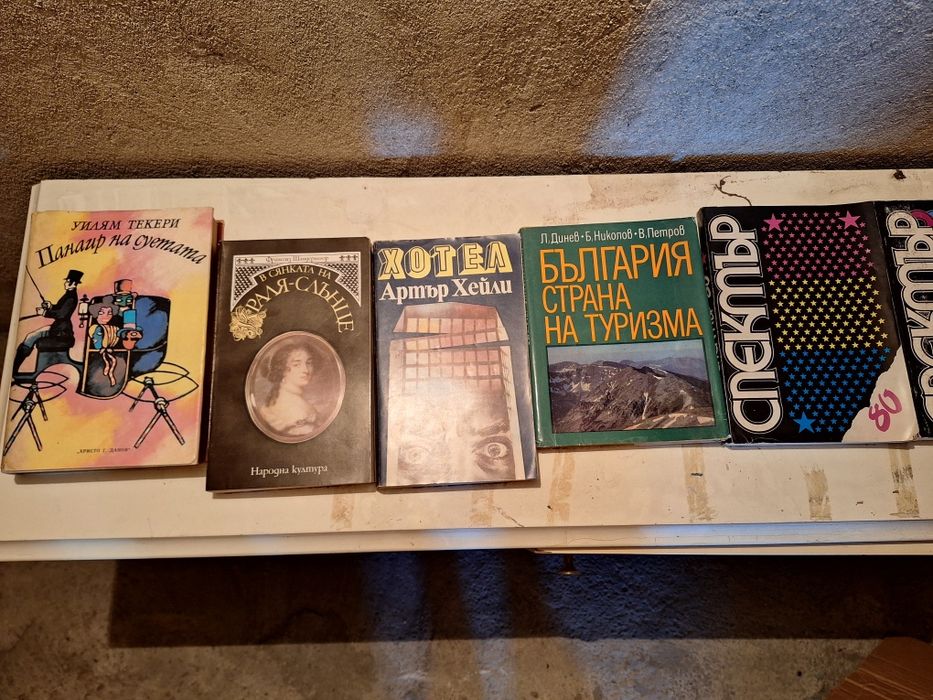 УИЛЯМ ТЕКЕРИ
Панаир на суетата
„ХРИСТО Г. ДАНОВ“
В СЯНКАТА НА
КРАЛЯ-СЛЪНЦЕ
Народна култура
ХОТЕЛ
Артър Хейли
Л. Динев • Б. Николов • В. Петров
БЪЛГАРИЯ
СТРАНА
НА ТУРИЗМА
СПЕКТЪР
80
СПЕКТЪР